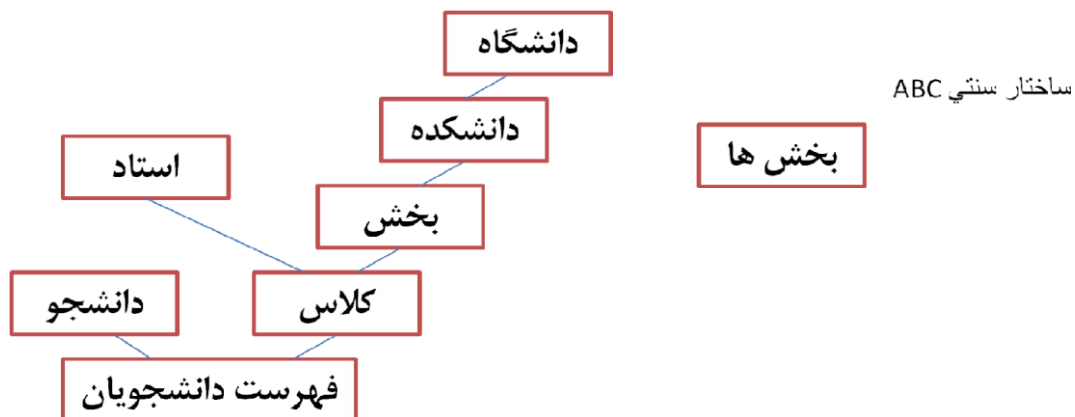 دانشگاه
ساختار سنتي ABC
دانشکده
بخش ها
استاد
بخش
کلاس
دانشجو
فهرست دانشجويان